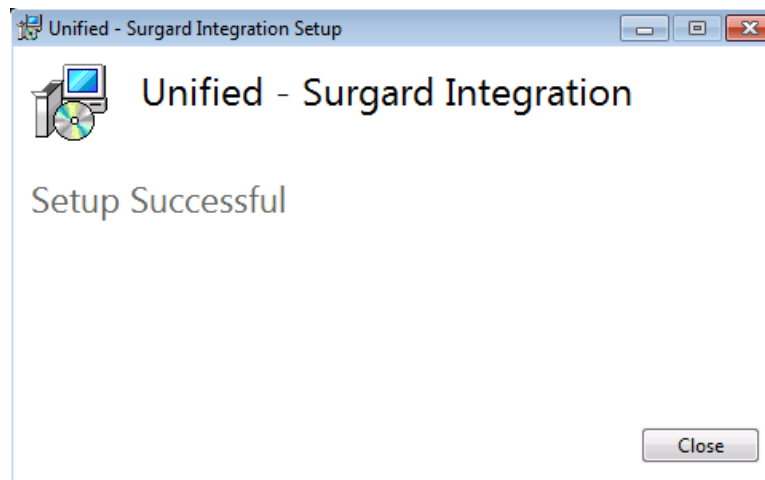 Unified - Surgard Integration Setup
Unified - Surgard Integration
Setup Successful
Close